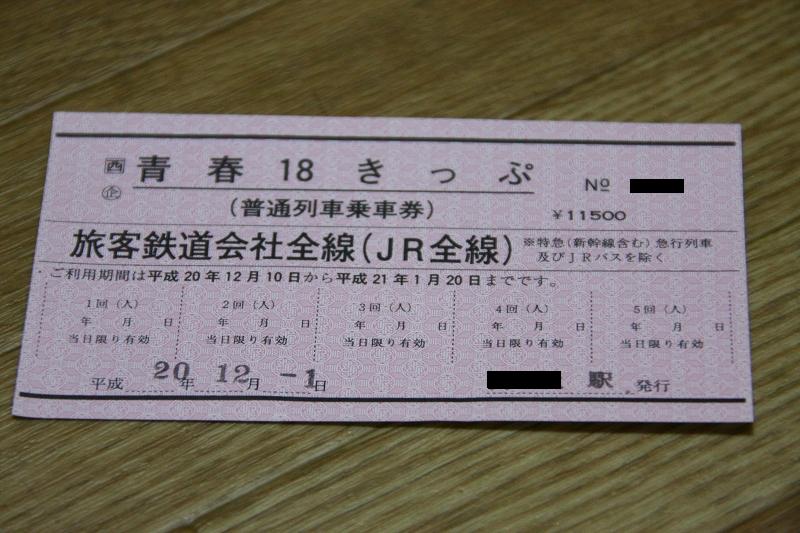 西 青春18きっぷ
企
№
(普通列車乗車券)
¥11500
旅客鉄道会社全線(JR全線)
※特急(新幹線含む)急行列車
及びJRバスを除く
・ご利用期間は平成20年12月10日から平成21年1月20日までです。
1回(人) 2回(人) 3回(人) 4回(人) 5回(人)
年 月 日 年 月 日 年 月 日 年 月 日 年 月 日
当日限り有効 当日限り有効 当日限り有効 当日限り有効 当日限り有効
平成 20 年 12 月 -1 日 駅 発行